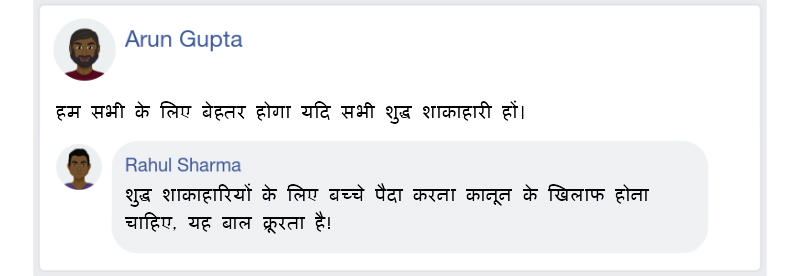 Arun Gupta
हम सभी के लिए बेहतर होगा यदि सभी शुद्ध शाकाहारी हों।
Rahul Sharma
शुद्ध शाकाहारियों के लिए बच्चे पैदा करना कानून के खिलाफ होना
चाहिए, यह बाल क्रूरता है!